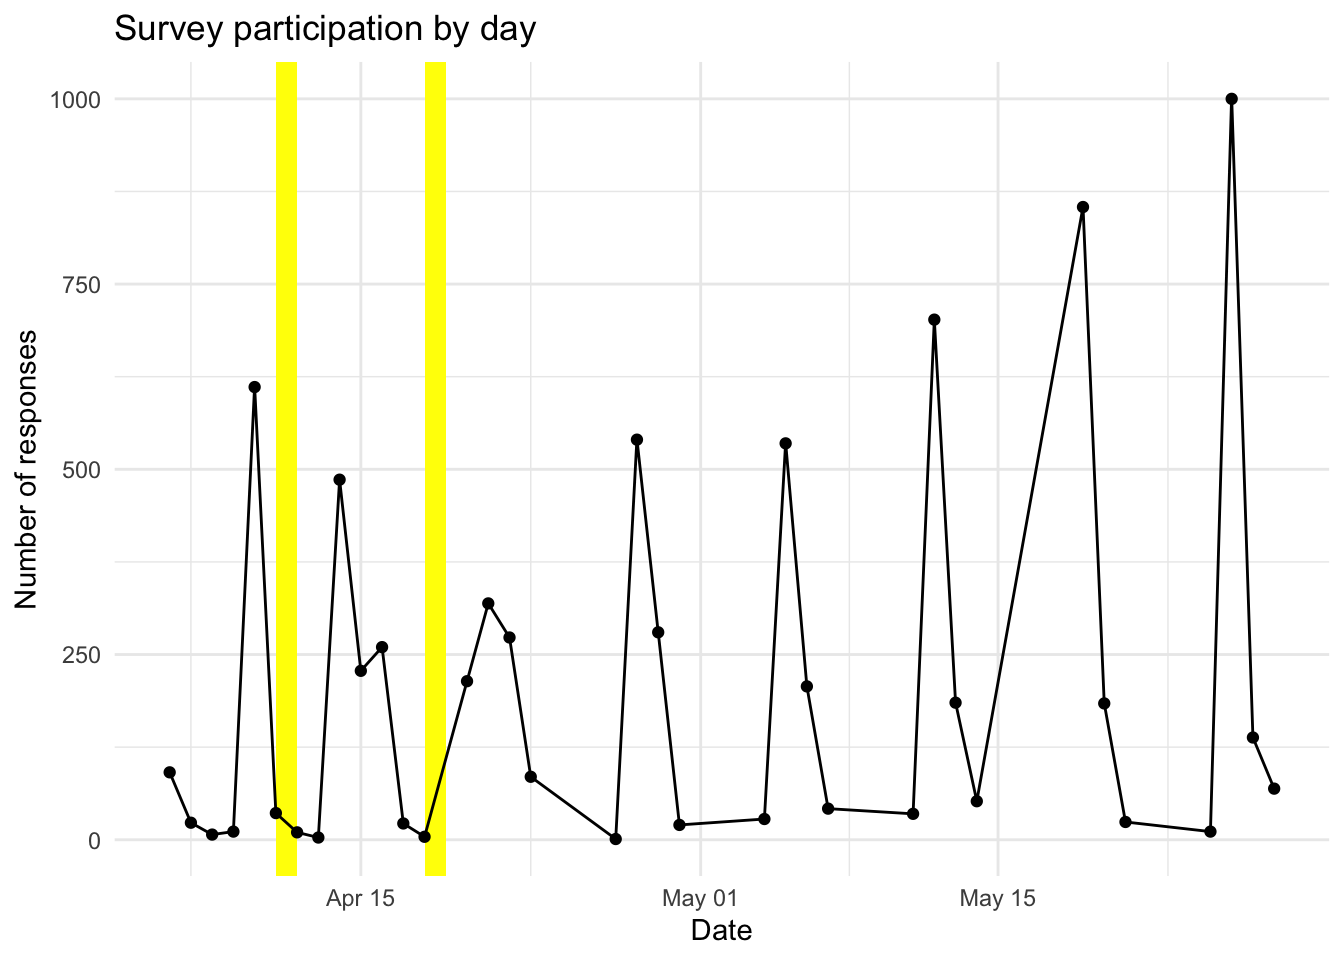 Survey participation by day
1000
750
500
250
0
Number of responses
Apr 15
May 01
May 15
Date